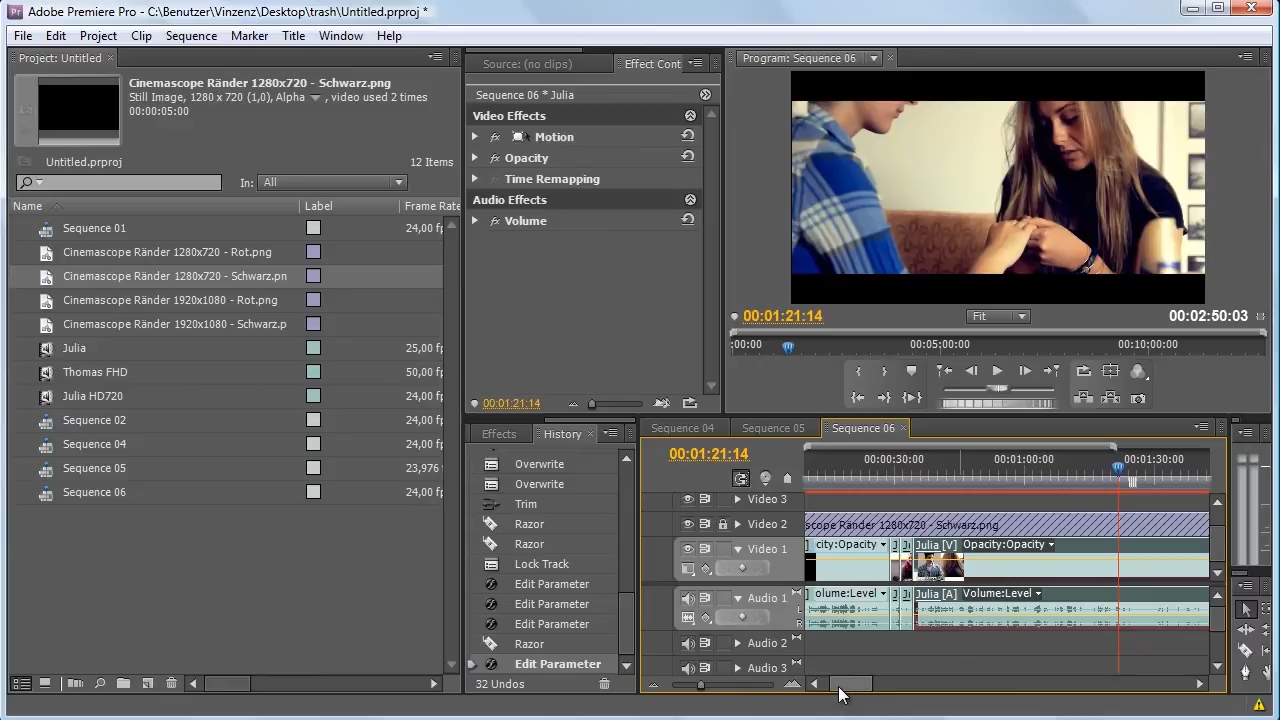 Adobe Premiere Pro - C:\Benutzer\Vinzenz\Desktop\trash\Untitled.prproj *
File Edit Project Clip Sequence Marker Title Window Help
Project: Untitled
Cinemascope Ränder 1280x720 - Schwarz.png
Still Image, 1280 x 720 (1,0), Alpha , video used 2 times
00:00:05:00
Untitled.prproj 12 Items
In: All
Name Label Frame Rate
Sequence 01 24,00 fp
Cinemascope Ränder 1280x720 - Rot.png
Cinemascope Ränder 1280x720 - Schwarz.pn
Cinemascope Ränder 1920x1080 - Rot.png
Cinemascope Ränder 1920x1080 - Schwarz.p
Julia 25,00 fp
Thomas FHD 50,00 fp
Julia HD720 24,00 fp
Sequence 02 24,00 fp
Sequence 04 24,00 fp
Sequence 05 23,976
Sequence 06 24,00 fp
Source: (no clips) Effect Cont
Sequence 06 * Julia
Video Effects
fx Motion
fx Opacity
Time Remapping
Audio Effects
fx Volume
00:01:21:14
Program: Sequence 06
00:01:21:14 Fit 00:02:50:03
:00:00 00:05:00:00 00:10:00:00
Effects History
Overwrite
Overwrite
Trim
Razor
Razor
Lock Track
Edit Parameter
Edit Parameter
Edit Parameter
Razor
Edit Parameter
32 Undos
Sequence 04 Sequence 05 Sequence 06
00:01:21:14 00:00:30:00 00:01:00:00 00:01:30:00
Video 3
Video 2 scope Ränder 1280x720 - Schwarz.png
Video 1 city:Opacity Julia [V] Opacity:Opacity
Audio 1 olume:Level Julia [A] Volume:Level
L
R
Audio 2
Audio 3